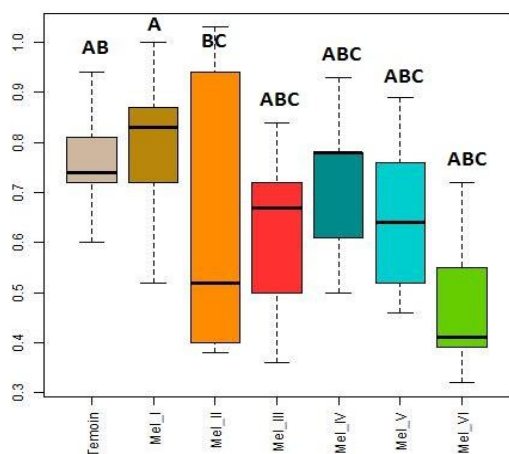 A
AB
BC
ABC
ABC
ABC
ABC
1.0
0.9
0.8
0.7
0.6
0.5
0.4
0.3
Temoin
Mel_I
Mel_II
Mel_III
Mel_IV
Mel_V
Mel_VI